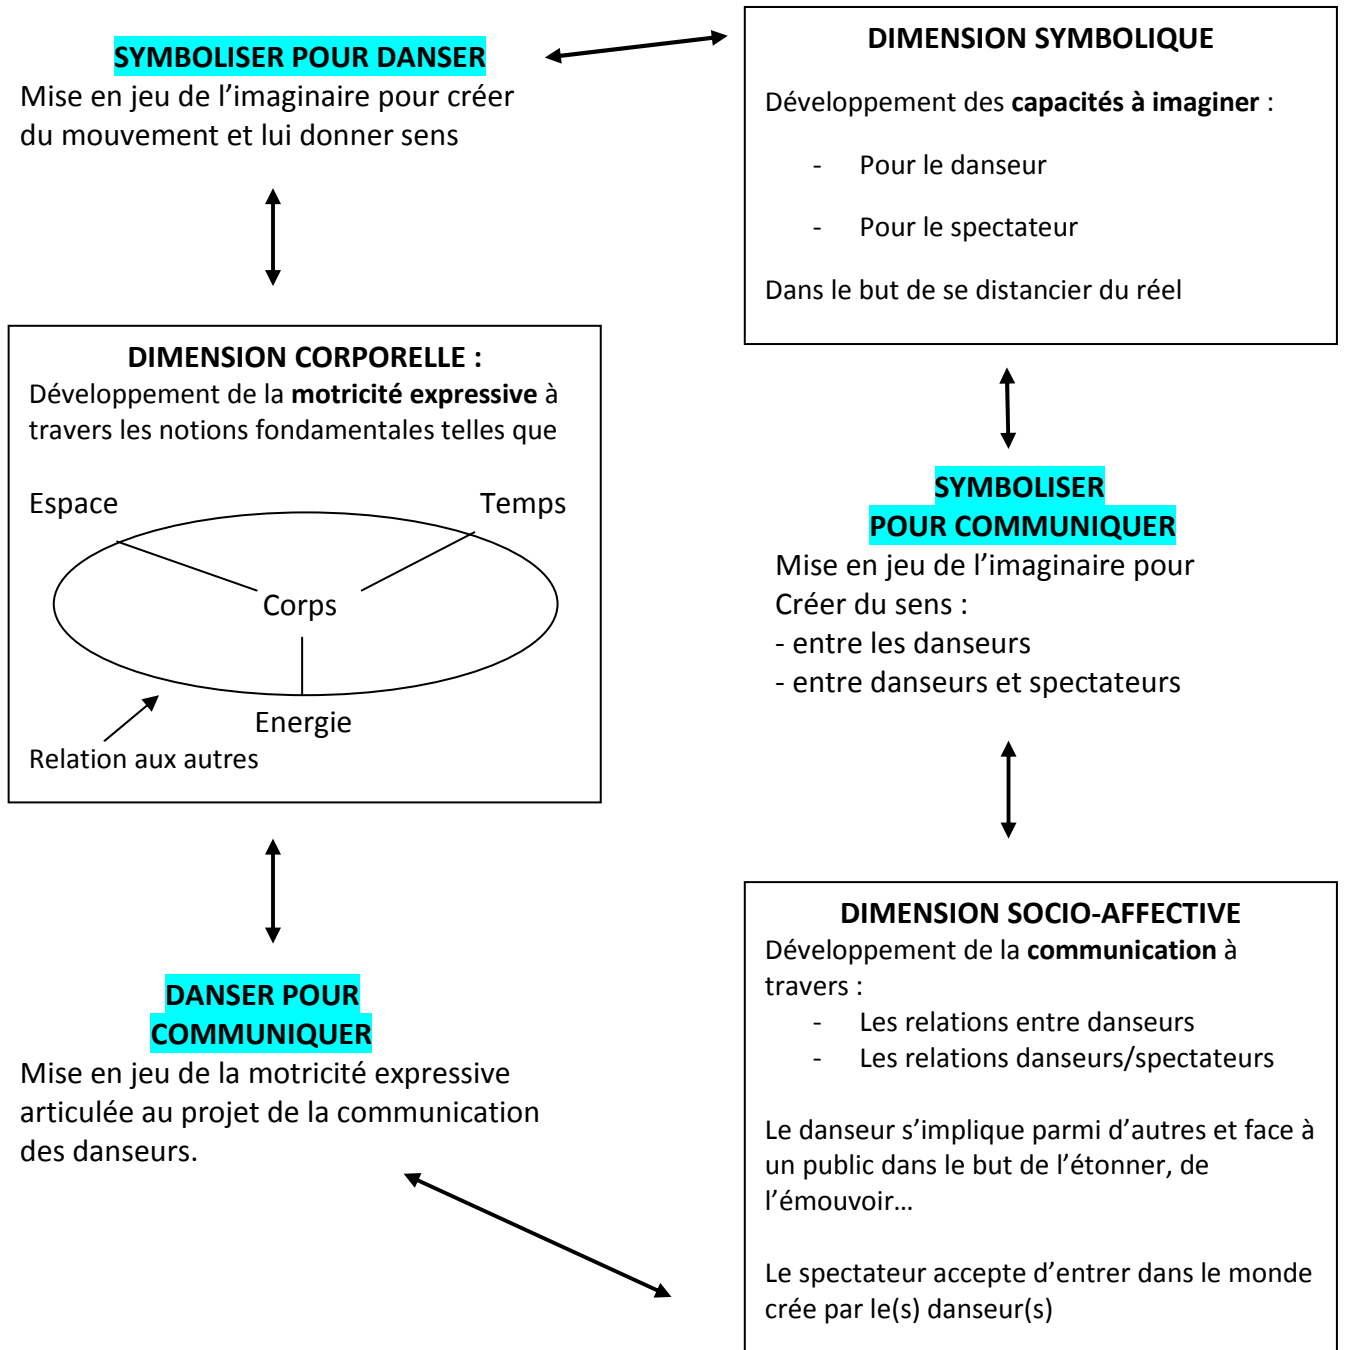 SYMBOLISER POUR DANSER
Mise en jeu de l’imaginaire pour créer
du mouvement et lui donner sens
DIMENSION SYMBOLIQUE
Développement des capacités à imaginer :
- Pour le danseur
- Pour le spectateur
Dans le but de se distancier du réel
DIMENSION CORPORELLE :
Développement de la motricité expressive à
travers les notions fondamentales telles que
Espace
Temps
Corps
Energie
Relation aux autres
SYMBOLISER
POUR COMMUNIQUER
Mise en jeu de l’imaginaire pour
Créer du sens :
- entre les danseurs
- entre danseurs et spectateurs
DANSER POUR
COMMUNIQUER
Mise en jeu de la motricité expressive
articulée au projet de la communication
des danseurs.
DIMENSION SOCIO-AFFECTIVE
Développement de la communication à
travers :
- Les relations entre danseurs
- Les relations danseurs/spectateurs
Le danseur s’implique parmi d’autres et face à
un public dans le but de l’étonner, de
l’émouvoir…
Le spectateur accepte d’entrer dans le monde
crée par le(s) danseur(s)